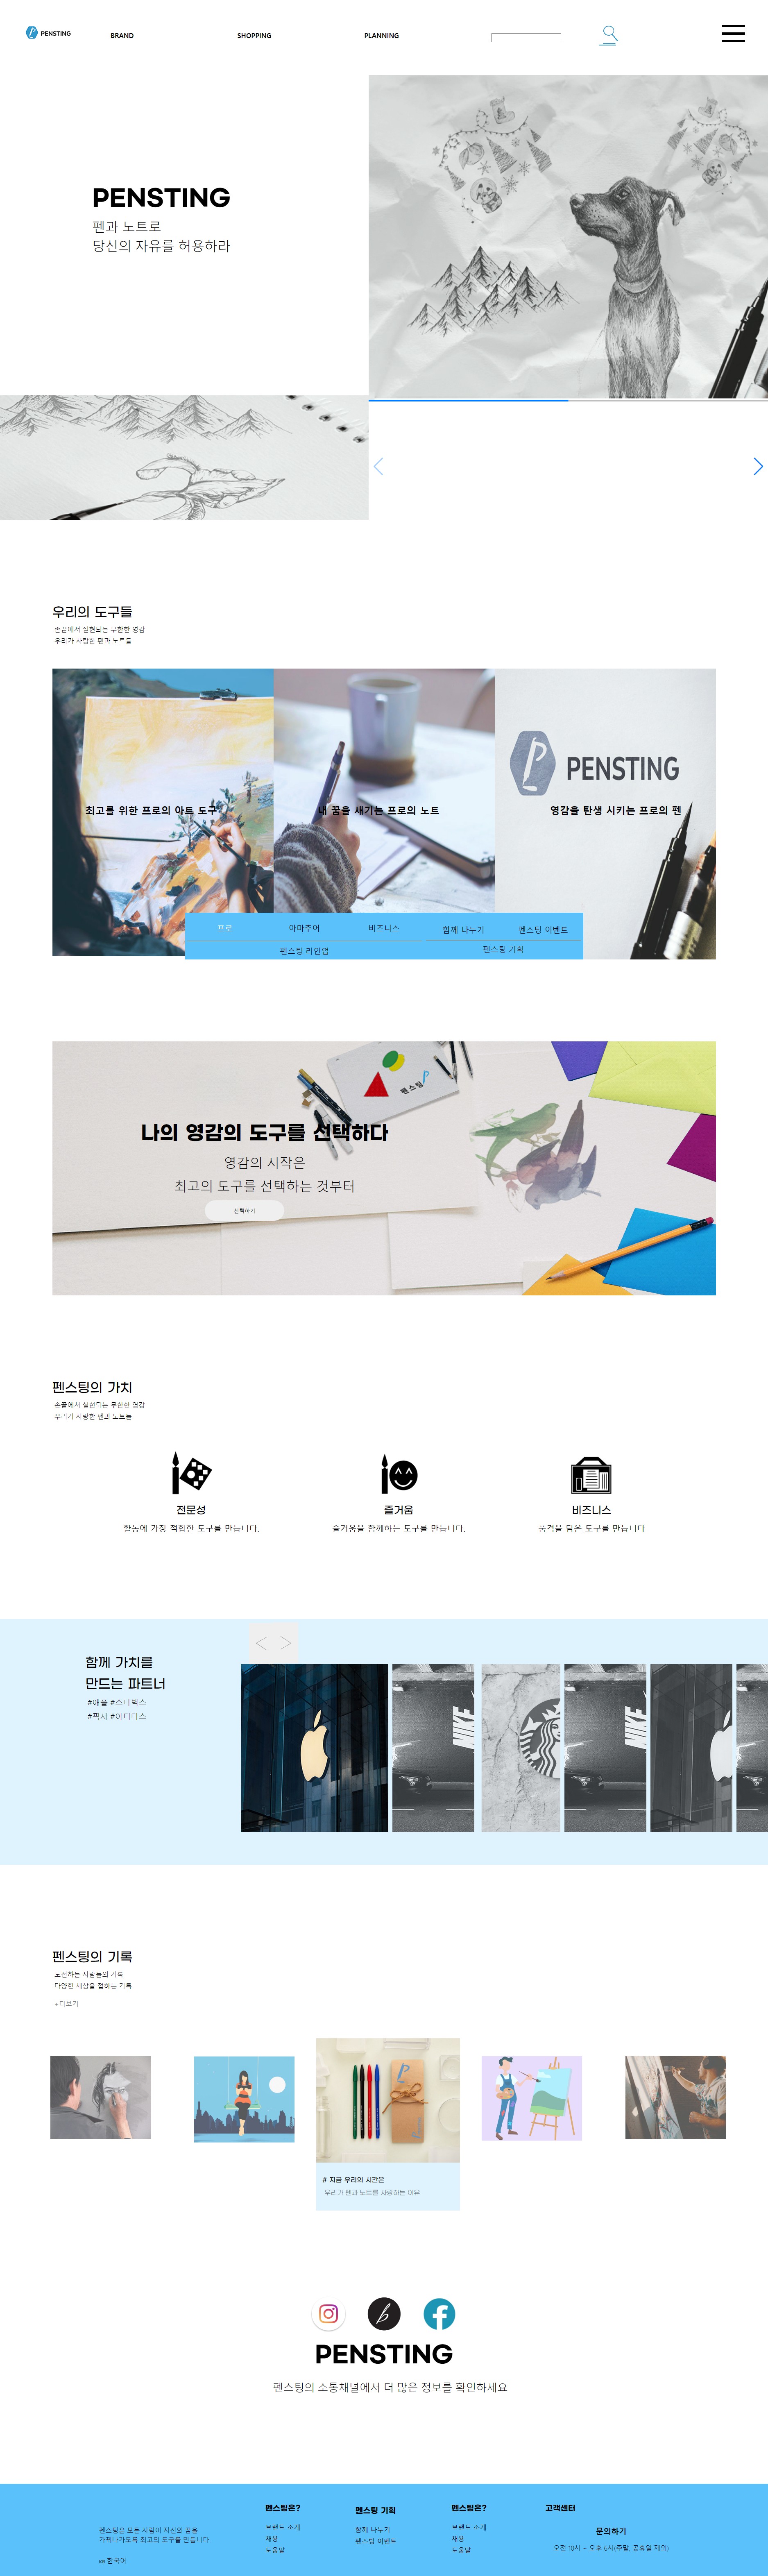 PENSTING
BRAND
SHOPPING
PLANNING
PENSTING
펜과 노트로
당신의 자유를 허용하라
우리의 도구들
손끝에서 실현되는 무한한 영감
우리가 사랑한 펜과 노트들
PENSTING
최고를 위한 프로의 아트 도구
내 꿈을 새기는 프로의 노트
영감을 탄생 시키는 프로의 펜
프로
아마추어
비즈니스
함께 나누기
펜스팅 이벤트
펜스팅 라인업
펜스팅 기획
펜스팅
나의 영감의 도구를 선택하다
영감의 시작은
최고의 도구를 선택하는 것부터
선택하기
펜스팅의 가치
손끝에서 실현되는 무한한 영감
우리가 사랑한 펜과 노트들
전문성
즐거움
비즈니스
활동에 가장 적합한 도구를 만듭니다.
즐거움을 함께하는 도구를 만듭니다.
품격을 담은 도구를 만듭니다
함께 가치를
만드는 파트너
#애플 #스타벅스
#픽사 #아디다스
NIKE
NIKE
펜스팅의 기록
도전하는 사람들의 기록
다양한 세상을 접하는 기록
+더보기
# 지금 우리의 시간은
우리가 펜과 노트를 사랑하는 이유
PENSTING
펜스팅의 소통채널에서 더 많은 정보를 확인하세요
펜스팅은?
펜스팅 기획
펜스팅은?
고객센터
브랜드 소개
함께 나누기
브랜드 소개
문의하기
펜스팅은 모든 사람이 자신의 꿈을
채용
펜스팅 이벤트
채용
가꿔나가도록 최고의 도구를 만듭니다.
도움말
도움말
오전 10시 - 오후 6시(주말, 공휴일 제외)
KR 한국어